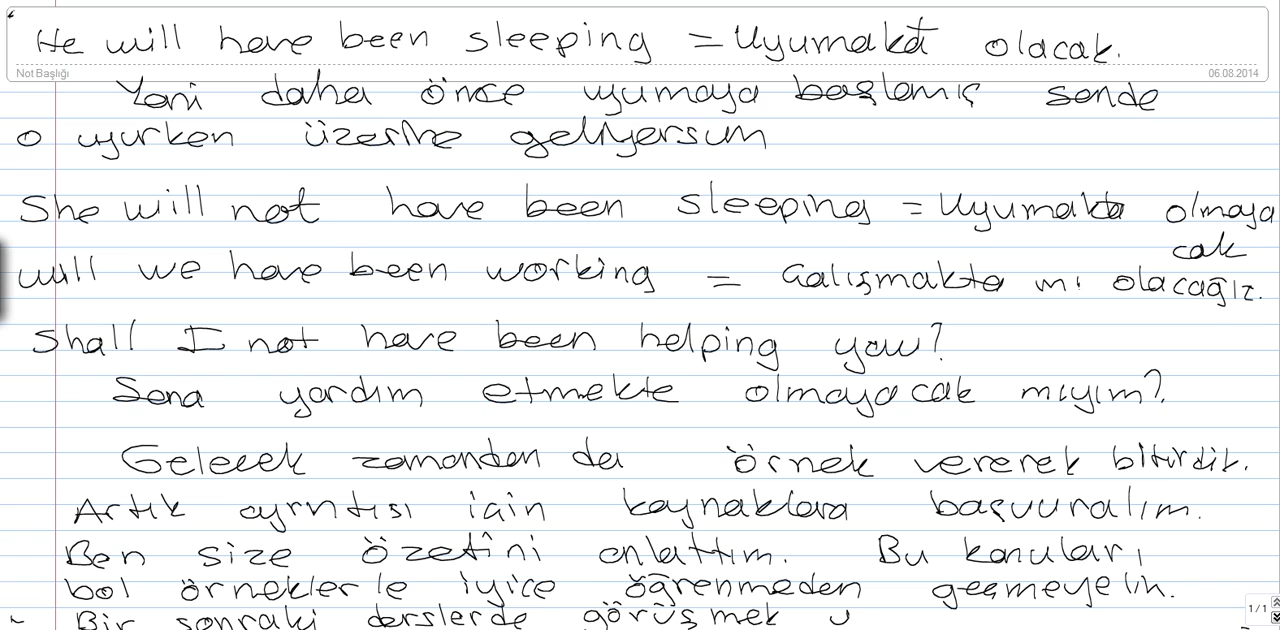 He will have been sleeping = Uyumakta olacak.
Not Başlığı
06.08.2014
Yani daha önce uyumaya başlamış sende
o uyurken üzerine geliyorsun
She will not have been sleeping = Uyumakta olmaya
cak
will we have been working = Çalışmakta mı olacağız.
Shall I not have been helping you?
Sana yardım etmekte olmayacak mıyım?
Gelecek zamandan da örnek vererek bitirdik.
Artık ayrıntısı için kaynaklara başvuralım.
Ben size özetini anlattım. Bu konuları
bol örneklerle iyice öğrenmeden geçmeyelim.
Bir sonraki derslerde görüşmek
1 / 1